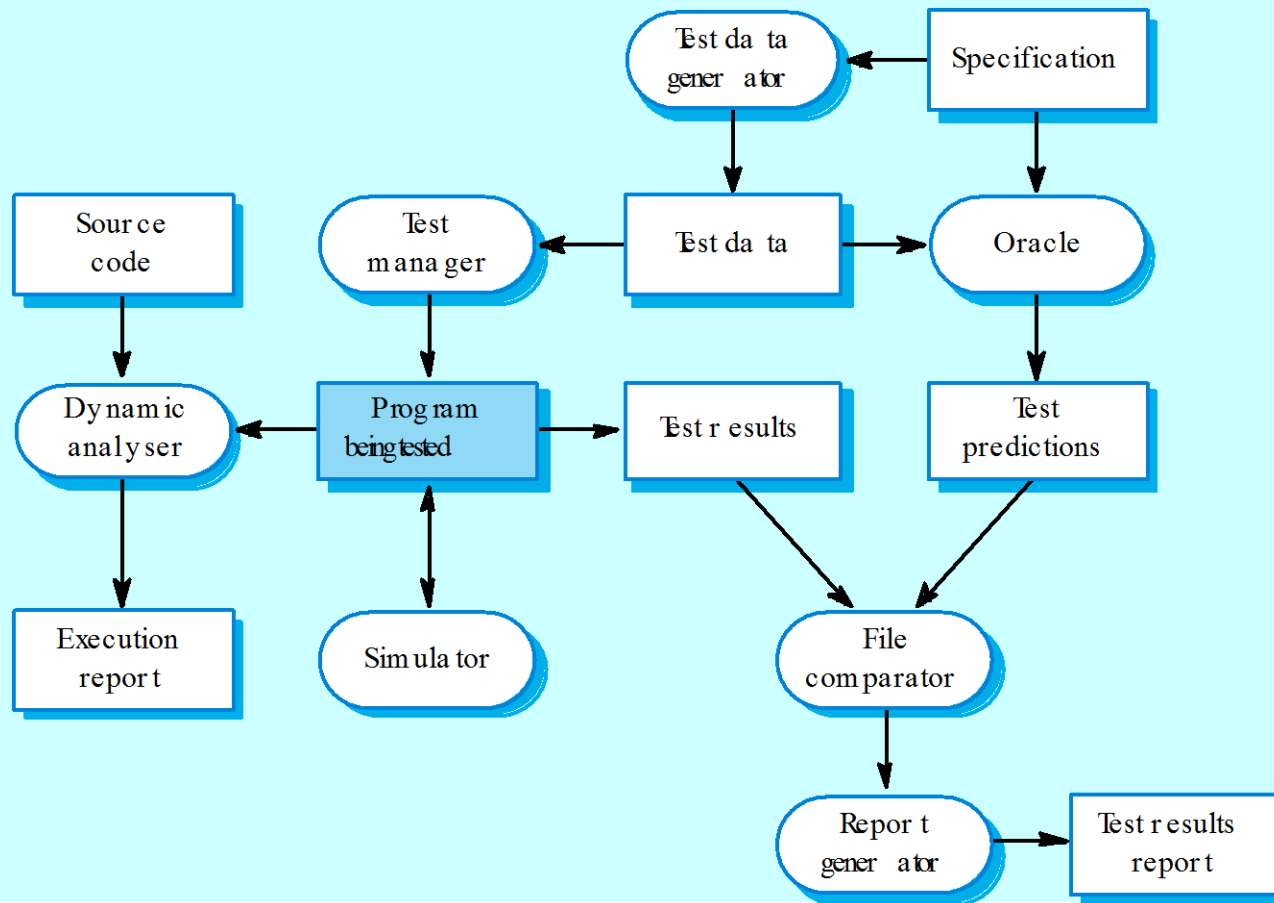 Test data
generator
Specification
Source
code
Test
manager
Test data
Oracle
Dynamic
analyser
Program
being tested
Test results
Test
predictions
Execution
report
Simulator
File
comparator
Report
generator
Test results
report